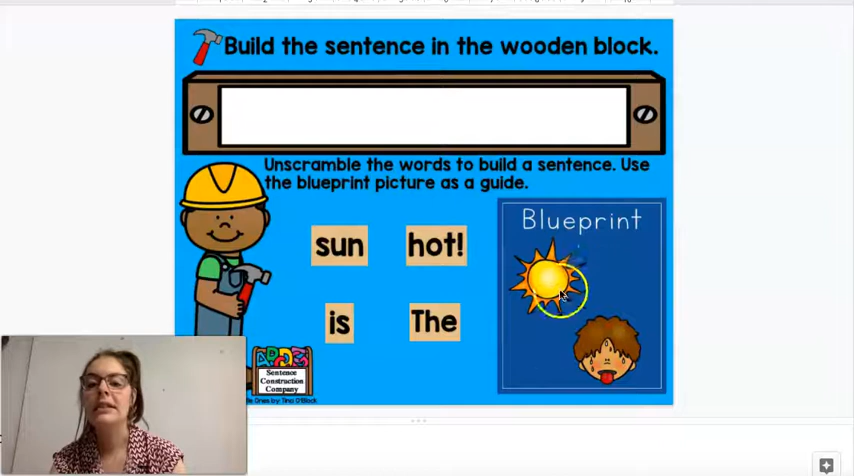 Build the sentence in the wooden block.
Unscramble the words to build a sentence. Use
the blueprint picture as a guide.
Blueprint
sun hot!
is The
Sentence
Construction
Company